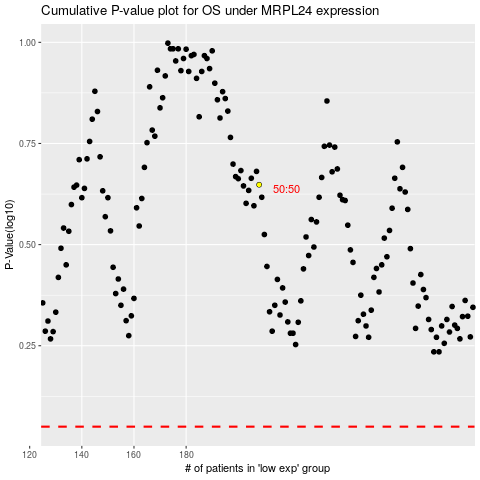 Cumulative P-value plot for OS under MRPL24 expression
P-Value(log10)
1.00
0.75
0.50
0.25
50:50
120 140 160 180
# of patients in 'low exp' group